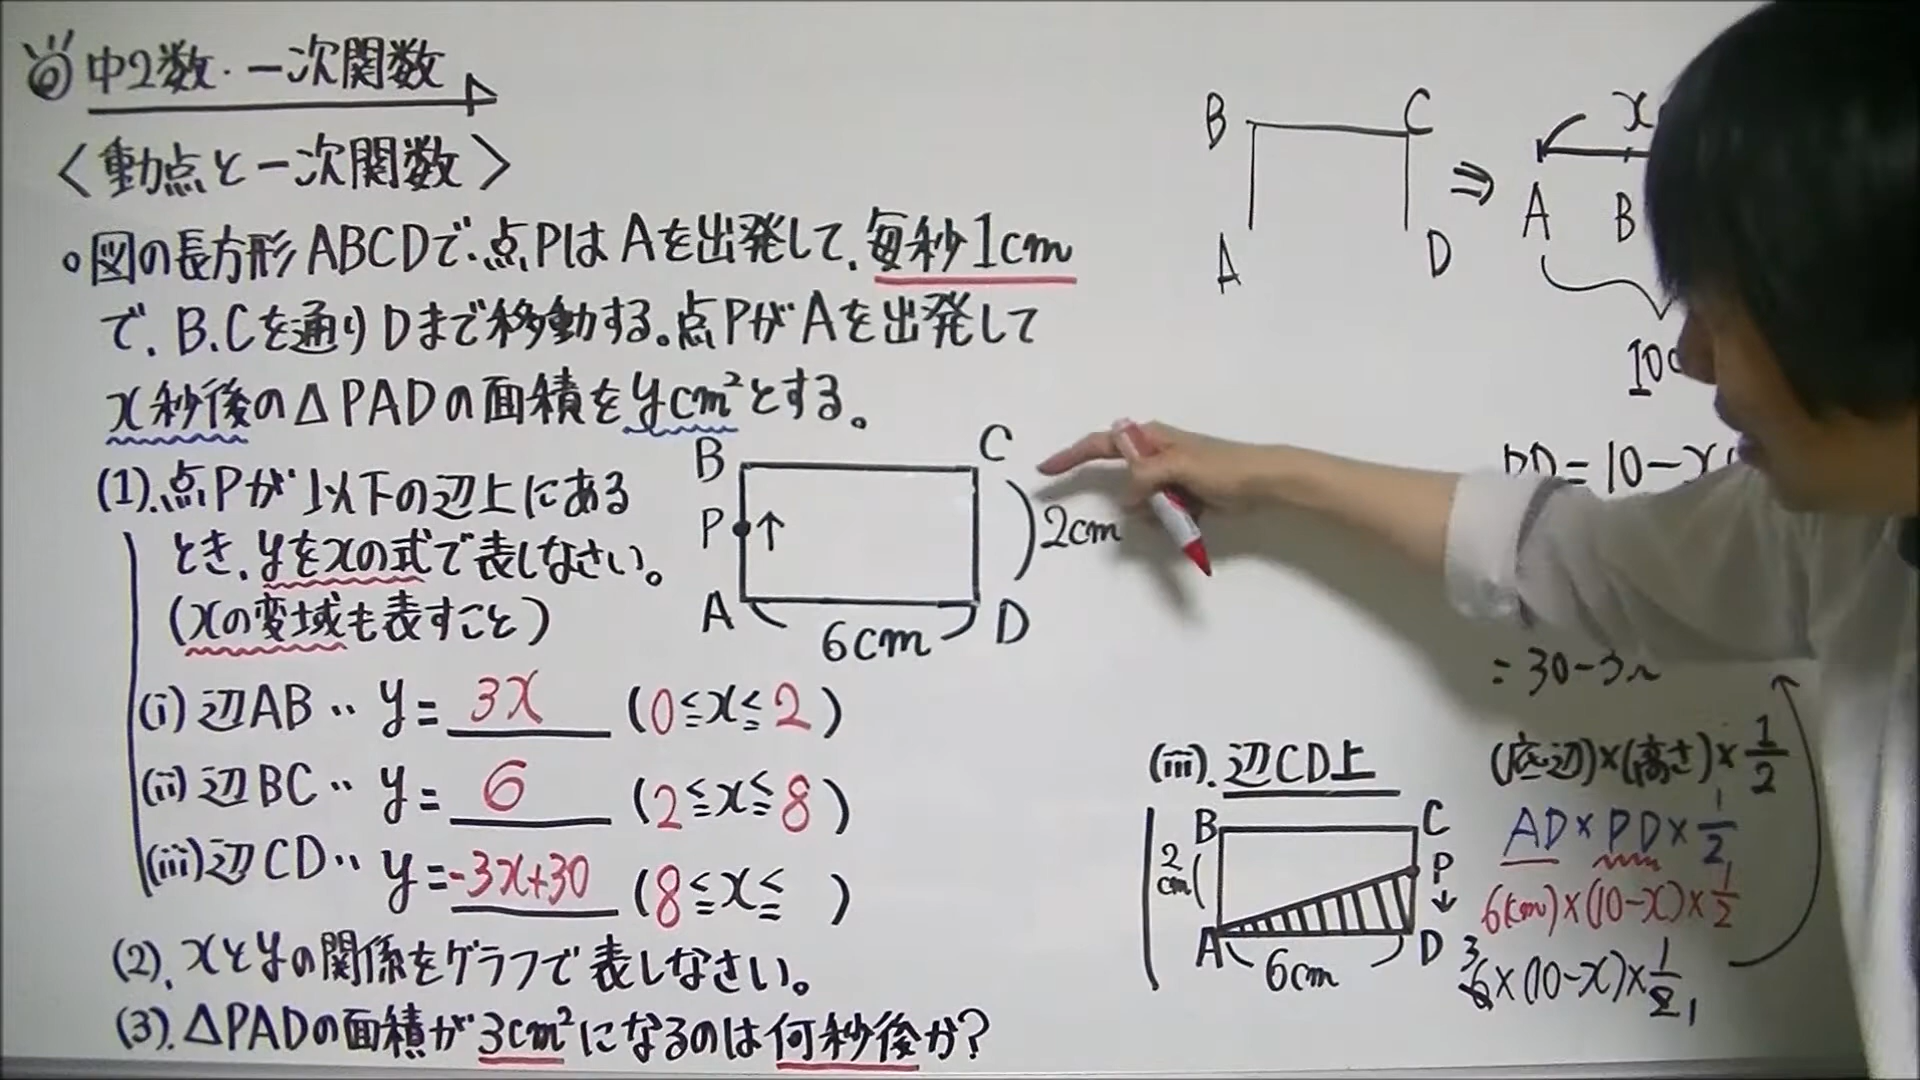 中2数・一次関数
<動点と一次関数>
。図の長方形ABCDで、点PはAを出発して、毎秒1cm
で、B.Cを通りDまで移動する。点PがAを出発して
x秒後の△PADの面積をycm²とする。
(1).点Pが以下の辺上にある
とき、yをxの式で表しなさい。
(xの変域も表すこと)
B
C
P
↑
2cm
A
6cm
D
(i)辺AB‥y=3x (0≦x≦2)
(ii)辺BC‥y=6 (2≦x≦8)
(iii)辺CD‥y=-3x+30 (8≦x≦ )
(2).xとyの関係をグラフで表しなさい。
(3).△PADの面積が3cm²になるのは何秒後か?
B
C
A
D
⇒
x
A
B
= 10-x
= 30-3x
(iii).辺CD上
B
C
2
cm
P
↓
A
6cm
D
(底辺)×(高さ)×1/2
AD×PD×1/2
6(cm)×(10-x)×1/2
3
6×(10-x)×1/2
1